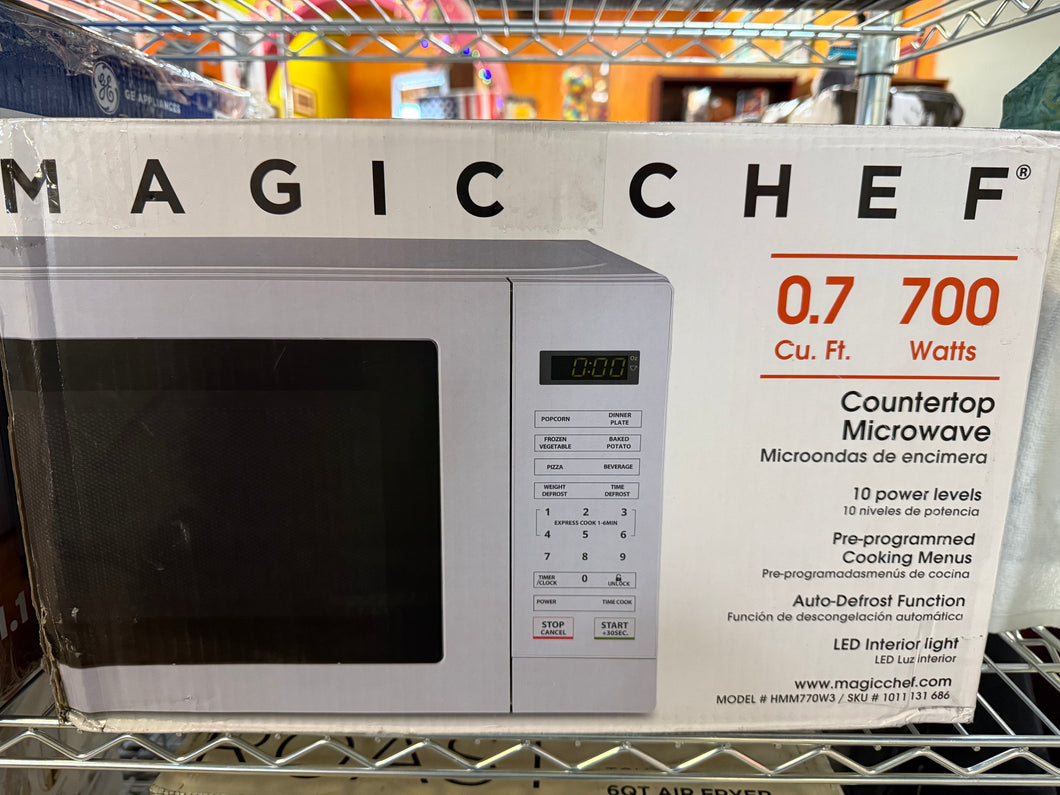 GE APPLIANCES
MAGIC CHEF®
0.7 700
Cu. Ft. Watts
Countertop
Microwave
Microondas de encimera
10 power levels
10 niveles de potencia
Pre-programmed
Cooking Menus
Pre-programadasmenús de cocina
Auto-Defrost Function
Función de descongelación automática
LED Interior light
LED Luz interior
www.magicchef.com
MODEL # HMM770W3 / SKU # 1011 131 686
0:00
POPCORN DINNER PLATE
FROZEN VEGETABLE BAKED POTATO
PIZZA BEVERAGE
WEIGHT DEFROST TIME DEFROST
1 2 3
EXPRESS COOK 1-6MIN
4 5 6
7 8 9
TIMER /CLOCK 0 UNLOCK
POWER TIME COOK
STOP CANCEL START +30SEC.
6QT AIR FRYER